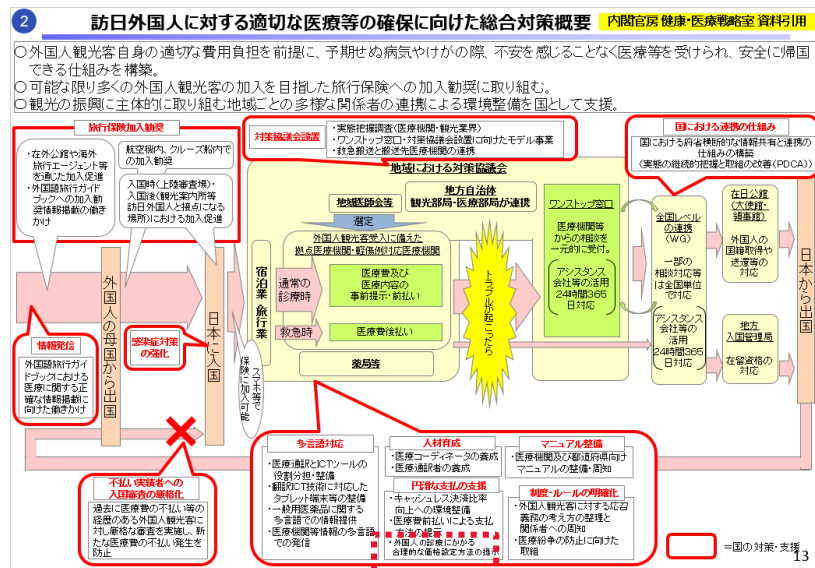 2
訪日外国人に対する適切な医療等の確保に向けた総合対策概要
内閣官房 健康・医療戦略室 資料引用
○外国人観光客自身の適切な費用負担を前提に、予期せぬ病気やけがの際、不安を感じることなく医療等を受けられ、安全に帰国
できる仕組みを構築。
○可能な限り多くの外国人観光客の加入を目指した旅行保険への加入勧奨に取り組む。
○観光の振興に主体的に取り組む地域ごとの多様な関係者の連携による環境整備を国として支援。
旅行保険加入勧奨
・在外公館や海外
旅行エージェント等
を通じた加入促進
・外国語旅行ガイド
ブックへの加入勧
奨情報掲載の働き
かけ
航空機内、クルーズ船内で
の加入勧奨
入国時（上陸審査場）・
入国後（観光案内所等
訪日外国人と接点になる
場所）における加入促進
対策協議会設置
・実態把握調査（医療機関・観光業界）
・ワンストップ窓口・対策協議会設置に向けたモデル事業
・救急搬送と搬送先医療機関の連携
国における連携の仕組み
国における府省横断的な情報共有と連携の
仕組みの構築
（実態の継続的把握と取組の改善（PDCA））
地域における対策協議会
地域医師会等
地方自治体
観光部局・医療部局が連携
選定
外国人観光客受入に備えた
拠点医療機関・軽傷例対応医療機関
宿泊業
旅行業
通常の
診療時
医療費及び
医療内容の
事前提示・前払い
救急時
医療費後払い
薬局等
トラブルが起こったら
ワンストップ窓口
医療機関等
からの相談を
一元的に受付。
アシスタンス
会社等の活用
24時間365
日対応
全国レベル
の連携
（WG）
一部の
相談対応等
は全国単位
で対応
アシスタンス
会社等の
活用
24時間365
日対応
在日公館
（大使館・
領事館）
外国人の
国籍取得や
送還等の
対応
地方
入国管理局
在留資格の
対応
日本から出国
外国人の母国から出国
日本に入国
スマホ等で
保険に加入可能
情報発信
外国語旅行ガイ
ドブックにおける
医療に関する正
確な情報掲載に
向けた働きかけ
感染症対策
の強化
不払い実績者への
入国審査の厳格化
過去に医療費の不払い等の
経歴のある外国人観光客に
対し厳格な審査を実施し、新
たな医療費の不払い発生を
防止
多言語対応
・医療通訳とICTツールの
役割分担・整備
・翻訳ICT技術に対応した
タブレット端末等の整備
・一般用医薬品に関する
多言語での情報提供
・医療機関等情報の多言語
での発信
人材育成
・医療コーディネータの養成
・医療通訳者の養成
円滑な支払の支援
・キャッシュレス決済比率
向上への環境整備
・医療費前払いによる支払
方法の提示
・外国人の診療にかかる
合理的な価格設定方法の提示
マニュアル整備
・医療機関及び都道府県向け
マニュアルの整備・周知
制度・ルールの明確化
・外国人観光客に対する応召
義務の考え方の整理と
関係者への周知
・医療紛争の防止に向けた
取組
=国の対策・支援
13